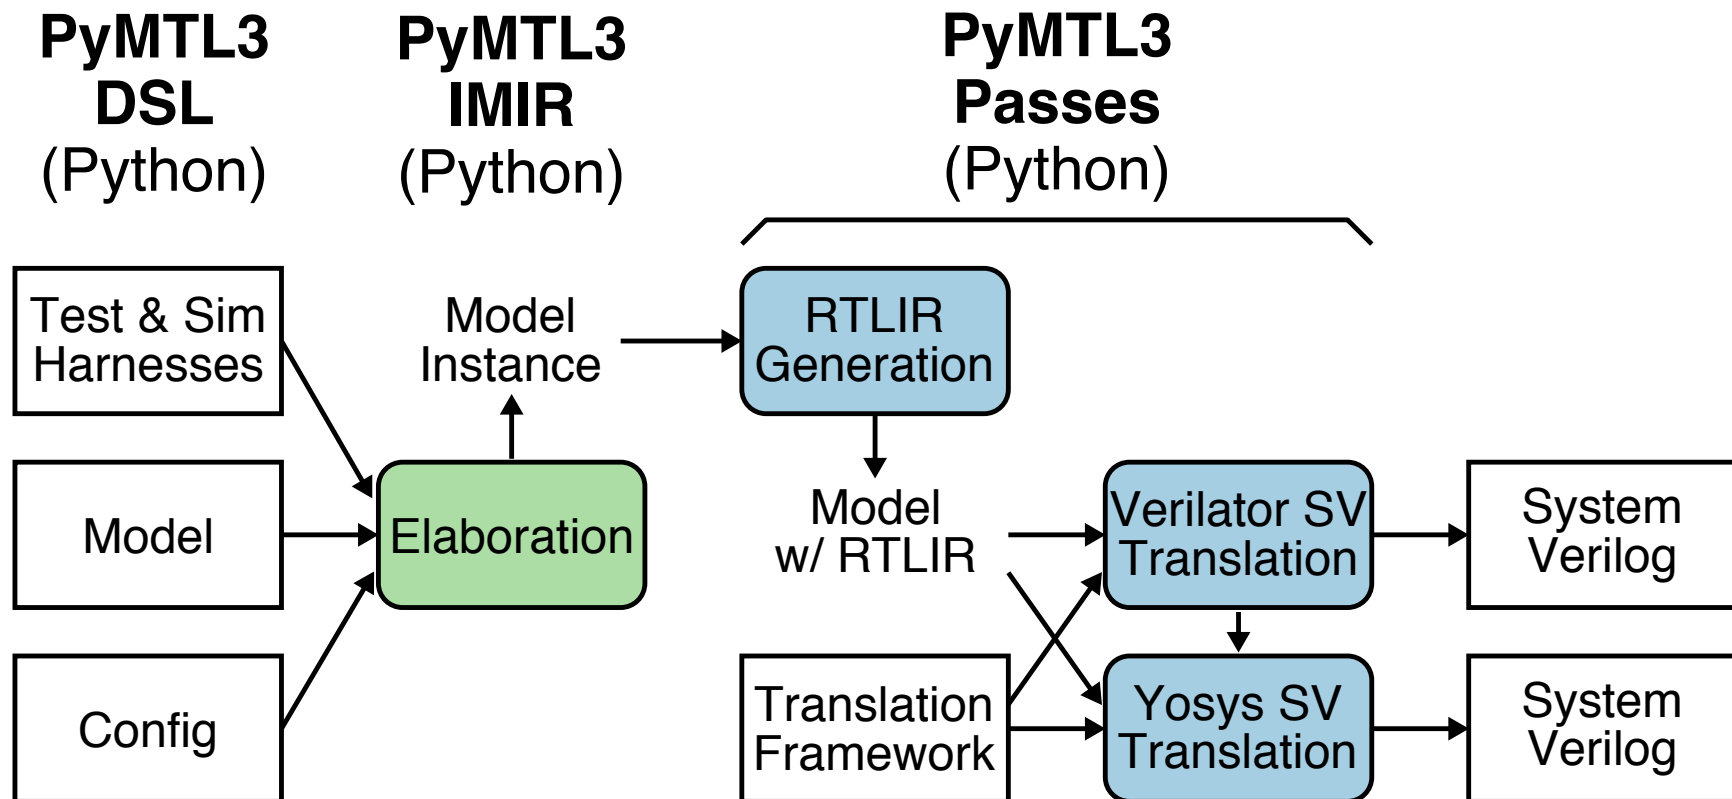 PyMTL3
DSL
(Python)
PyMTL3
IMIR
(Python)
PyMTL3
Passes
(Python)
Test & Sim
Harnesses
Model
Config
Model
Instance
Elaboration
RTLIR
Generation
Model
w/ RTLIR
Translation
Framework
Verilator SV
Translation
Yosys SV
Translation
System
Verilog
System
Verilog